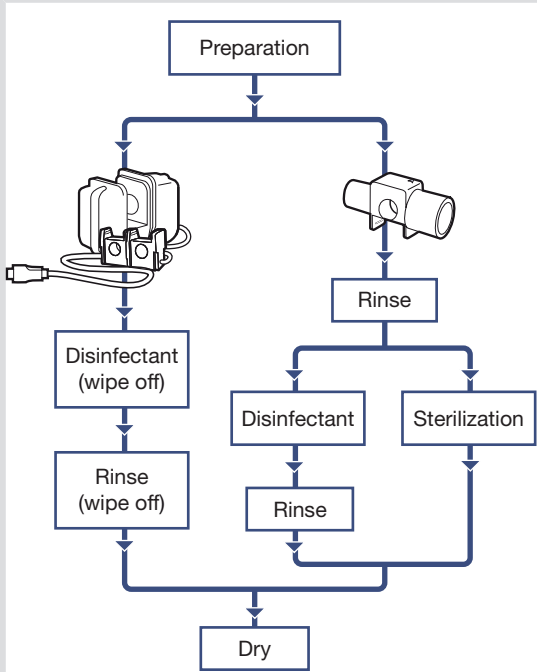 Preparation
Rinse
Disinfectant
(wipe off)
Disinfectant
Sterilization
Rinse
(wipe off)
Rinse
Dry